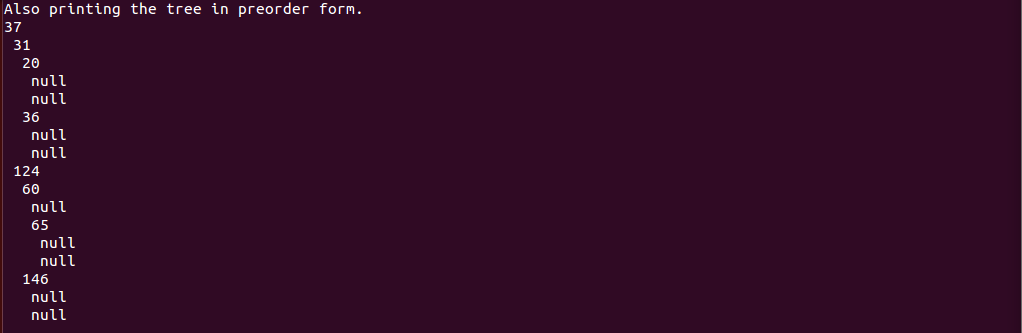 Also printing the tree in preorder form.
37
 31
  20
   null
   null
  36
   null
   null
 124
  60
   null
   65
    null
    null
  146
   null
   null